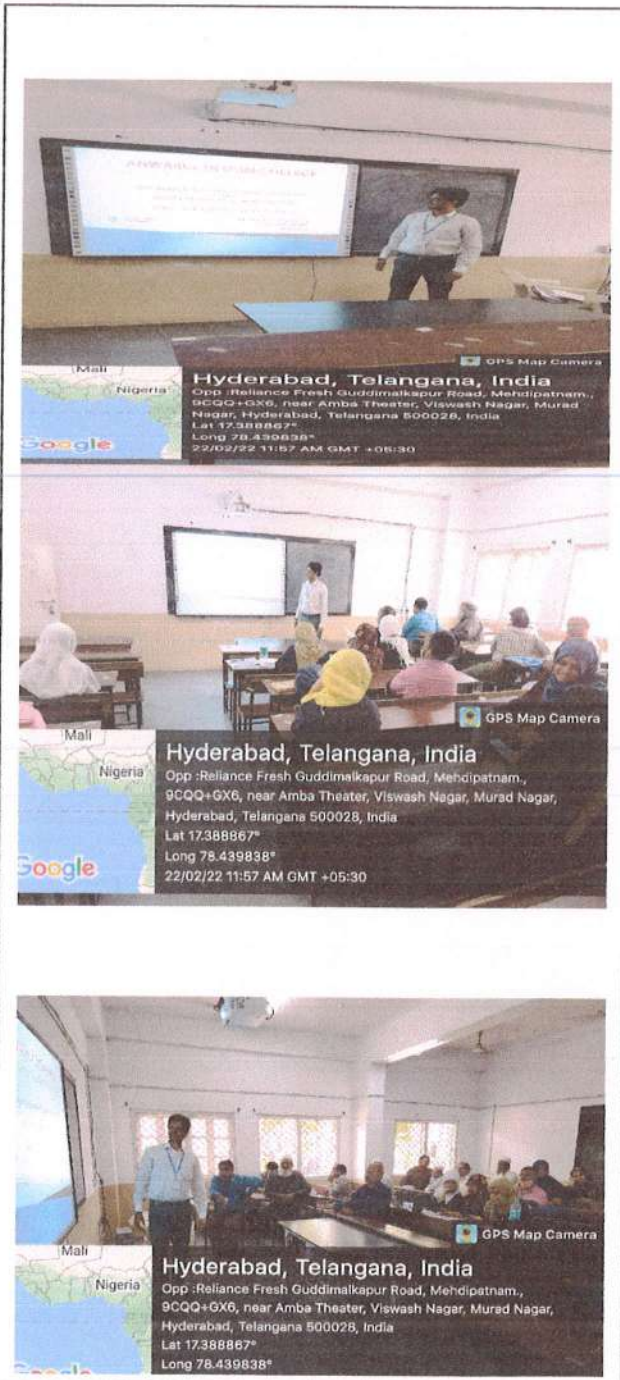 GPS Map Camera
Mali
Nigeria
Google
Hyderabad, Telangana, India
Opp :Reliance Fresh Guddimalkapur Road, Mehdipatnam.,
9CQQ+GX6, near Amba Theater, Viswash Nagar, Murad
Nagar, Hyderabad, Telangana 500028, India
Lat 17.388867°
Long 78.439838°
22/02/22 11:57 AM GMT +05:30
GPS Map Camera
Mali
Nigeria
Google
Hyderabad, Telangana, India
Opp :Reliance Fresh Guddimalkapur Road, Mehdipatnam.,
9CQQ+GX6, near Amba Theater, Viswash Nagar, Murad Nagar,
Hyderabad, Telangana 500028, India
Lat 17.388867°
Long 78.439838°
22/02/22 11:57 AM GMT +05:30
GPS Map Camera
Mali
Nigeria
Hyderabad, Telangana, India
Opp :Reliance Fresh Guddimalkapur Road, Mehdipatnam.,
9CQQ+GX6, near Amba Theater, Viswash Nagar, Murad Nagar,
Hyderabad, Telangana 500028, India
Lat 17.388867°
Long 78.439838°